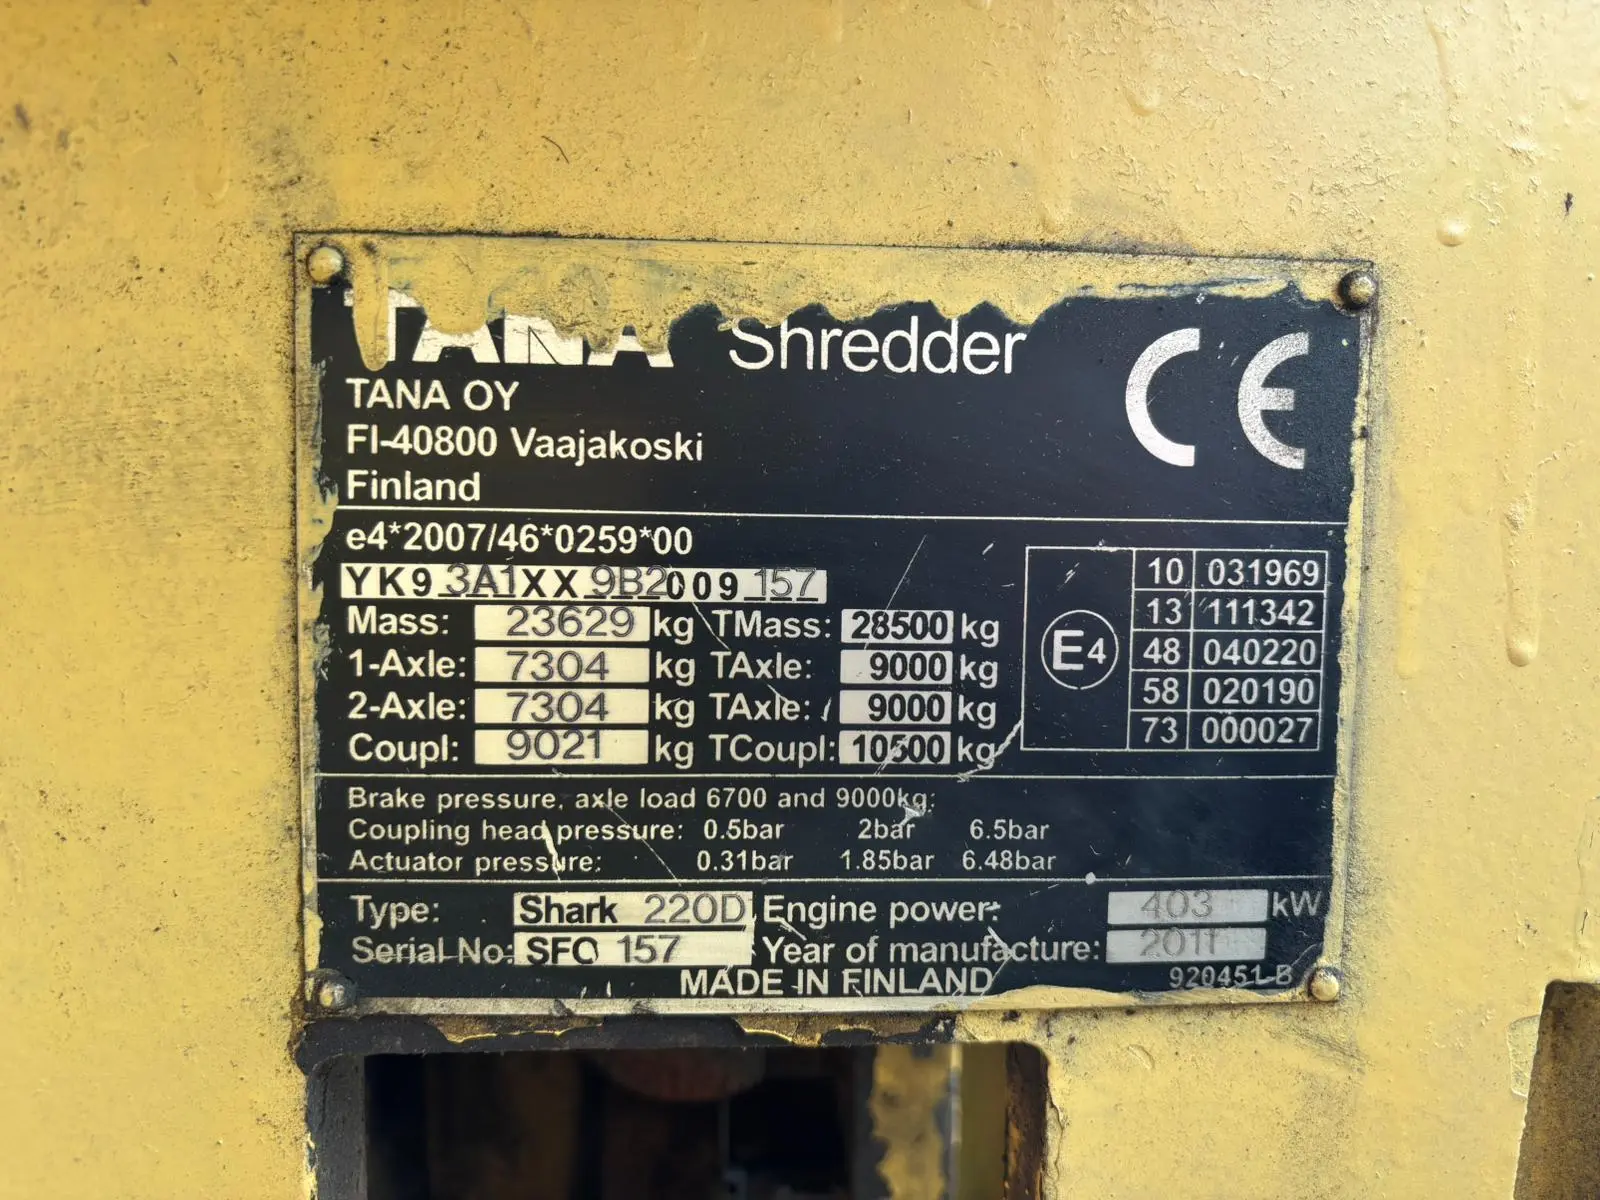 TANA Shredder CE
TANA OY
FI-40800 Vaajakoski
Finland
e4*2007/46*0259*00
YK93A1XX9B2009157
Mass: 23629 kg TMass: 28500 kg
1-Axle: 7304 kg TAxle: 9000 kg
2-Axle: 7304 kg TAxle: 9000 kg
Coupl: 9021 kg TCoupl: 10500 kg
E4
10 031969
13 111342
48 040220
58 020190
73 000027
Brake pressure, axle load 6700 and 9000kg:
Coupling head pressure: 0.5bar 2bar 6.5bar
Actuator pressure: 0.31bar 1.85bar 6.48bar
Type: Shark 220D Engine power: 403 kW
Serial No: SFO 157 Year of manufacture: 2011
MADE IN FINLAND 920451-B